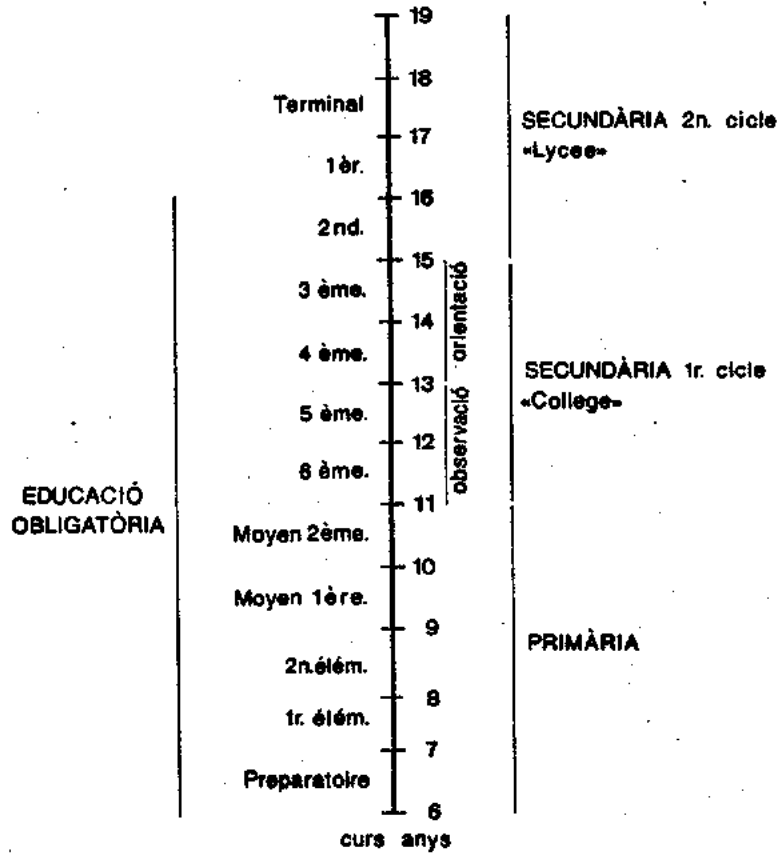 19
18
Terminal
SECUNDÀRIA 2n. cicle
«Lycee»
17
1èr.
16
2nd.
15
3 ème.
orientació
14
4 ème.
13
SECUNDÀRIA 1r. cicle
«College»
5 ème.
observació
12
6 ème.
11
EDUCACIÓ
OBLIGATÒRIA
Moyen 2ème.
10
Moyen 1ère.
9
PRIMÀRIA
2n.élém.
8
1r. élém.
7
Preparatoire
6
curs anys